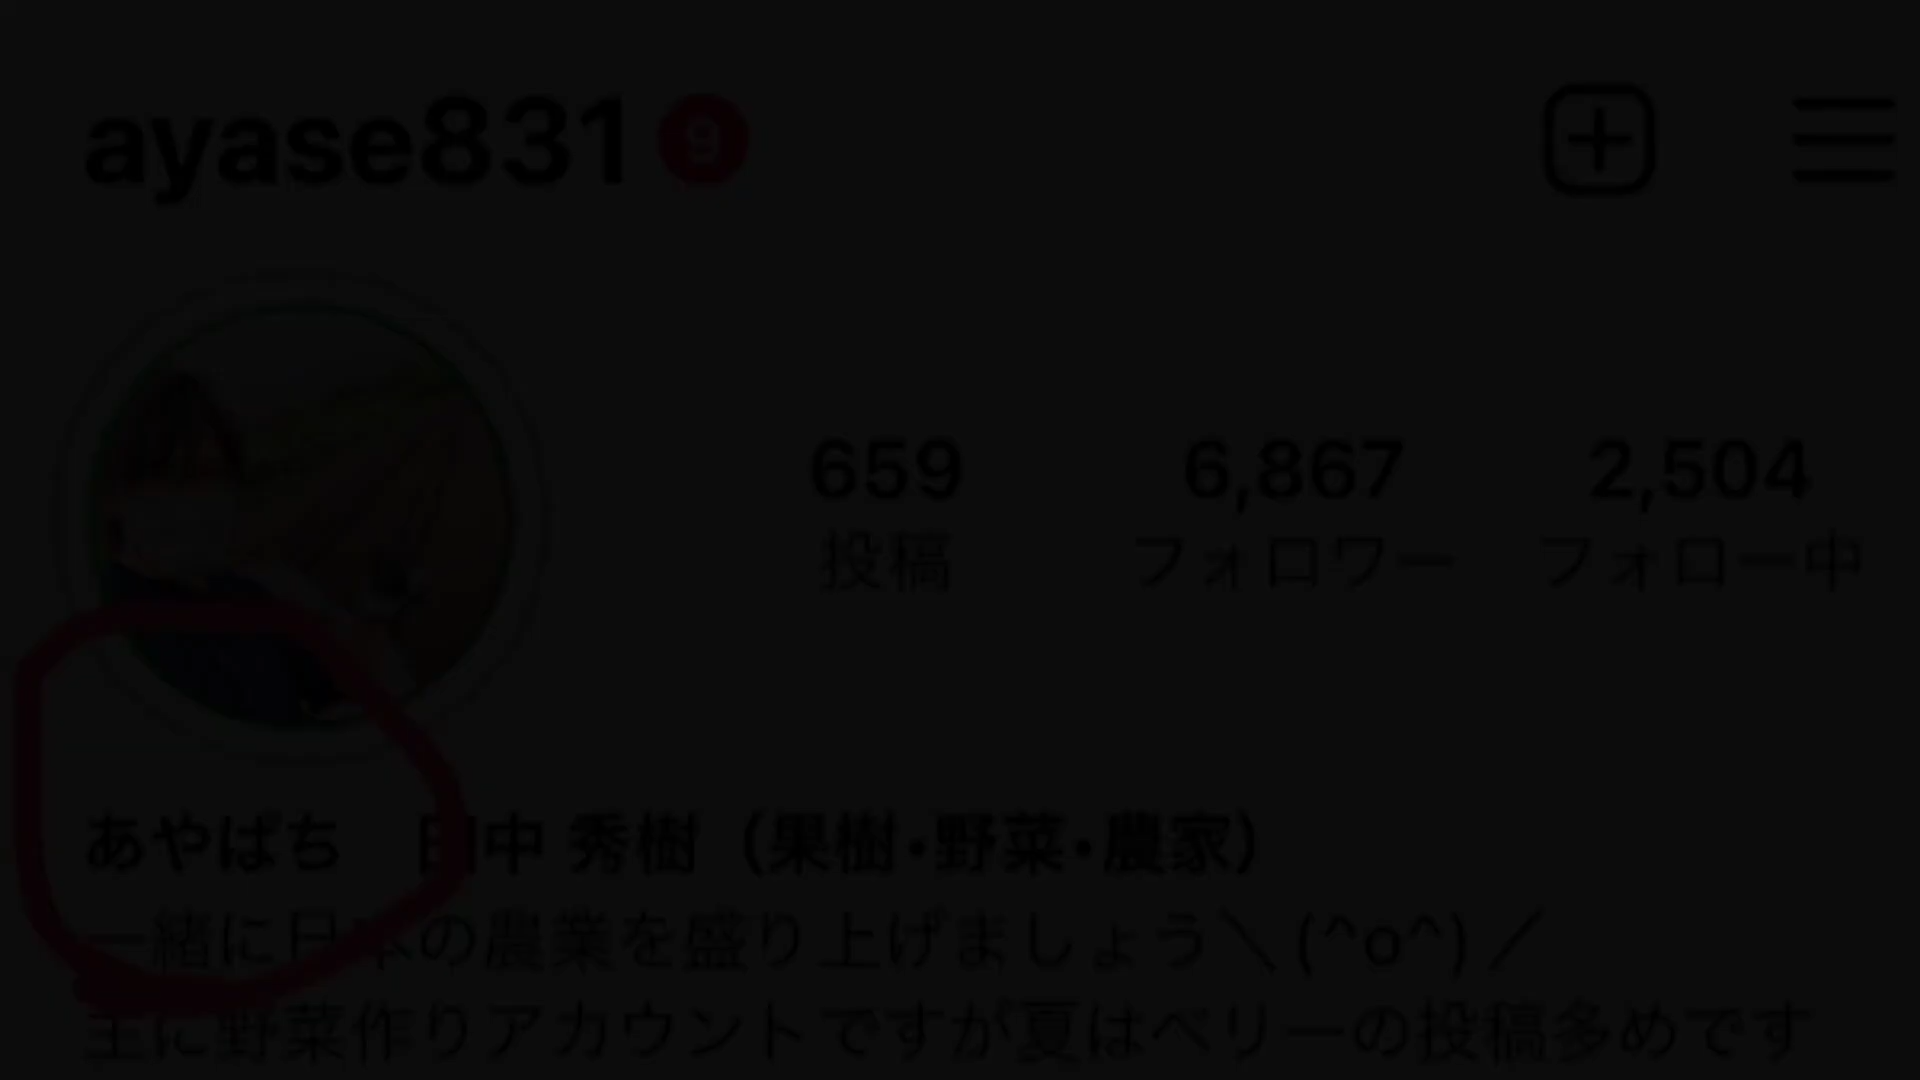 ayase831 9
659 6,867 2,504
投稿 フォロワー フォロー中
あやぱち 田中 秀樹（果樹・野菜・農家）
一緒に日本の農業を盛り上げましょう＼(^o^)／
主に野菜作りアカウントですが夏はベリーの投稿多めです